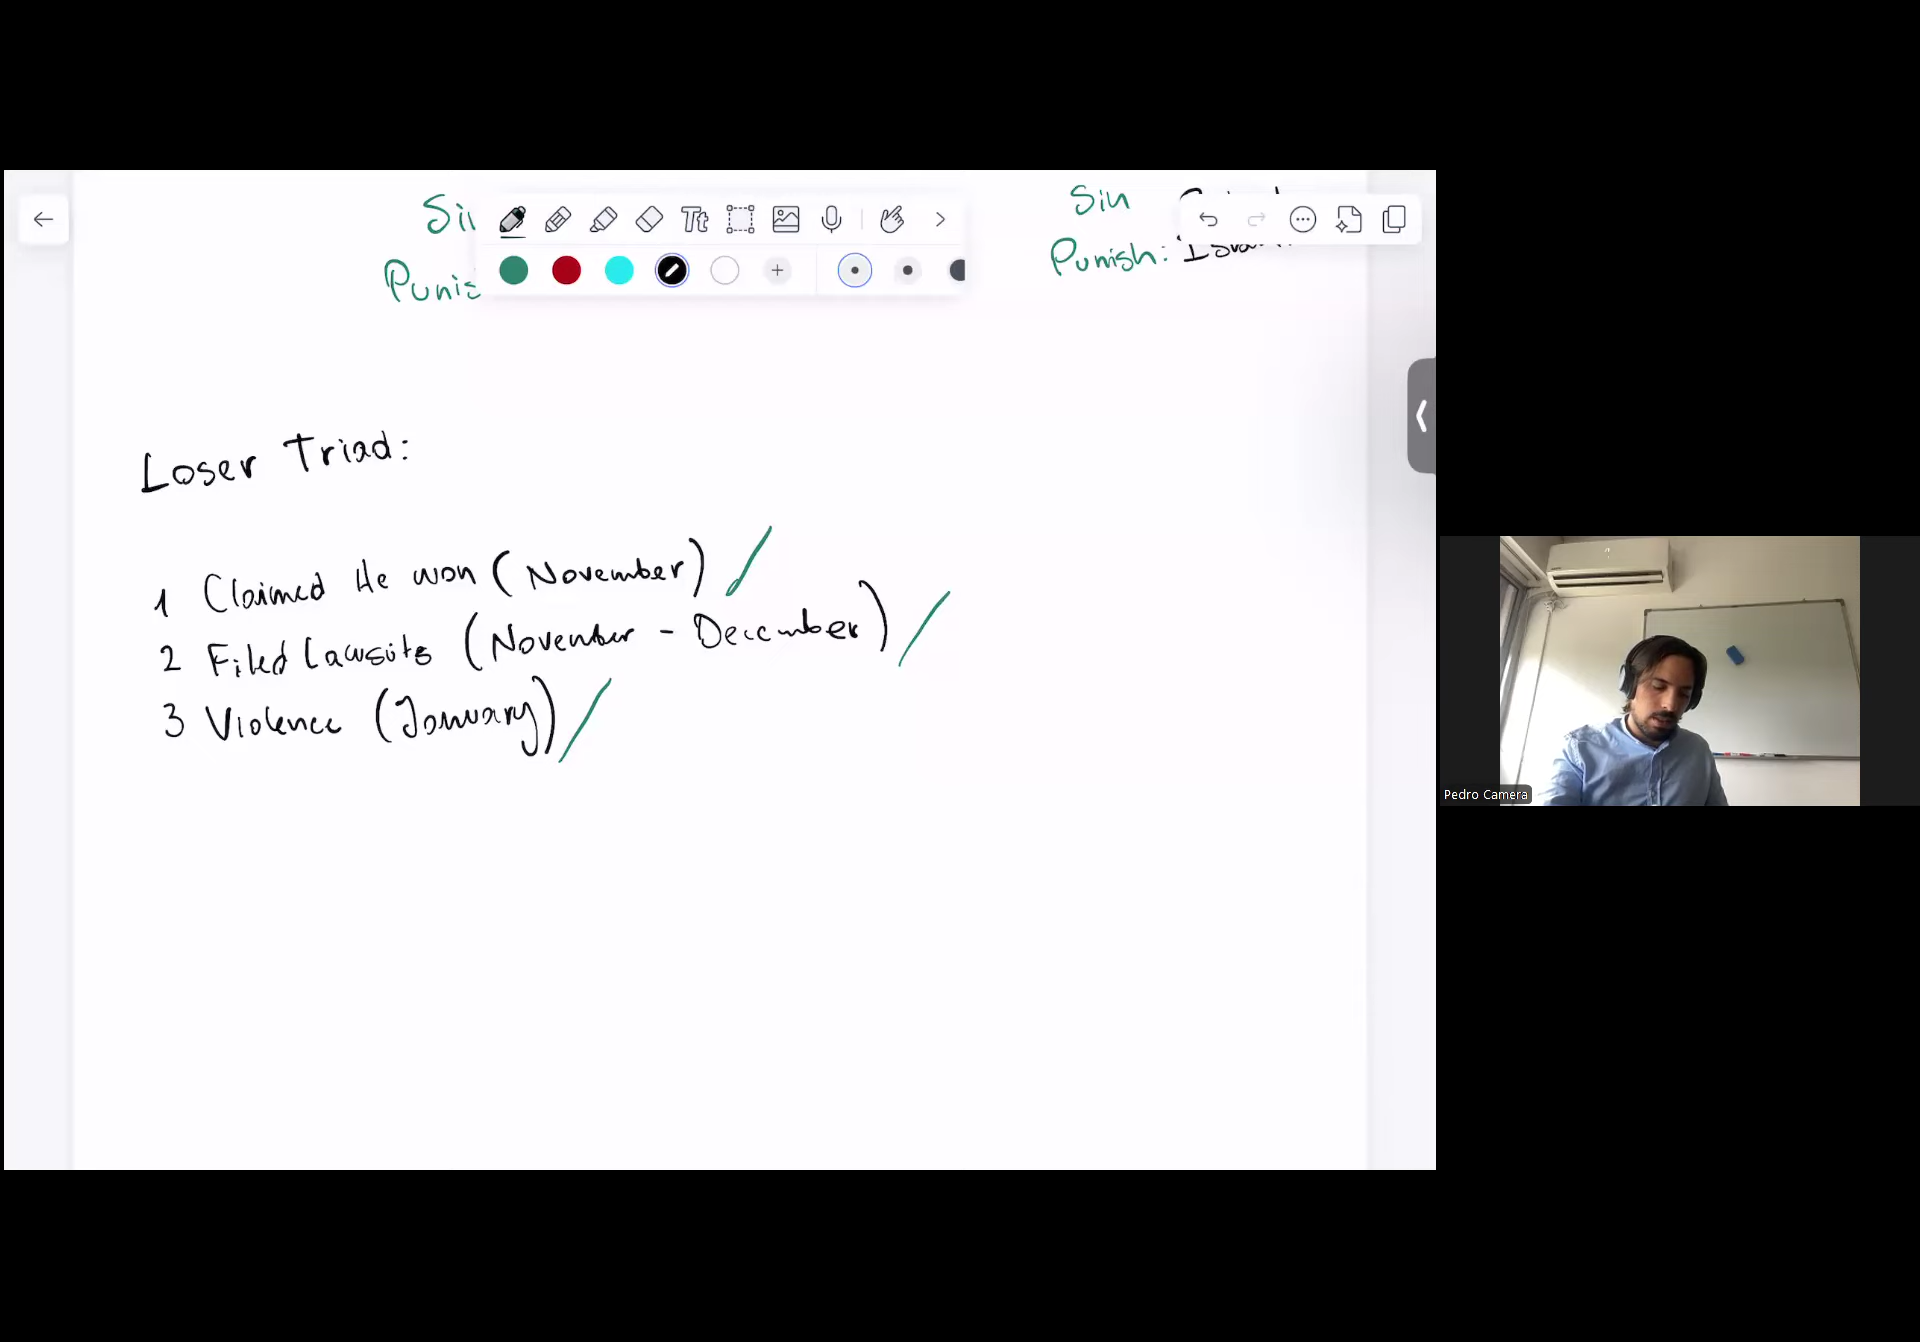 Sin
Punish:
Tt
Loser Triad:
1 Claimed He won (November)
2 Filed Lawsuits (November - December)
3 Violence (January)
Pedro Camera